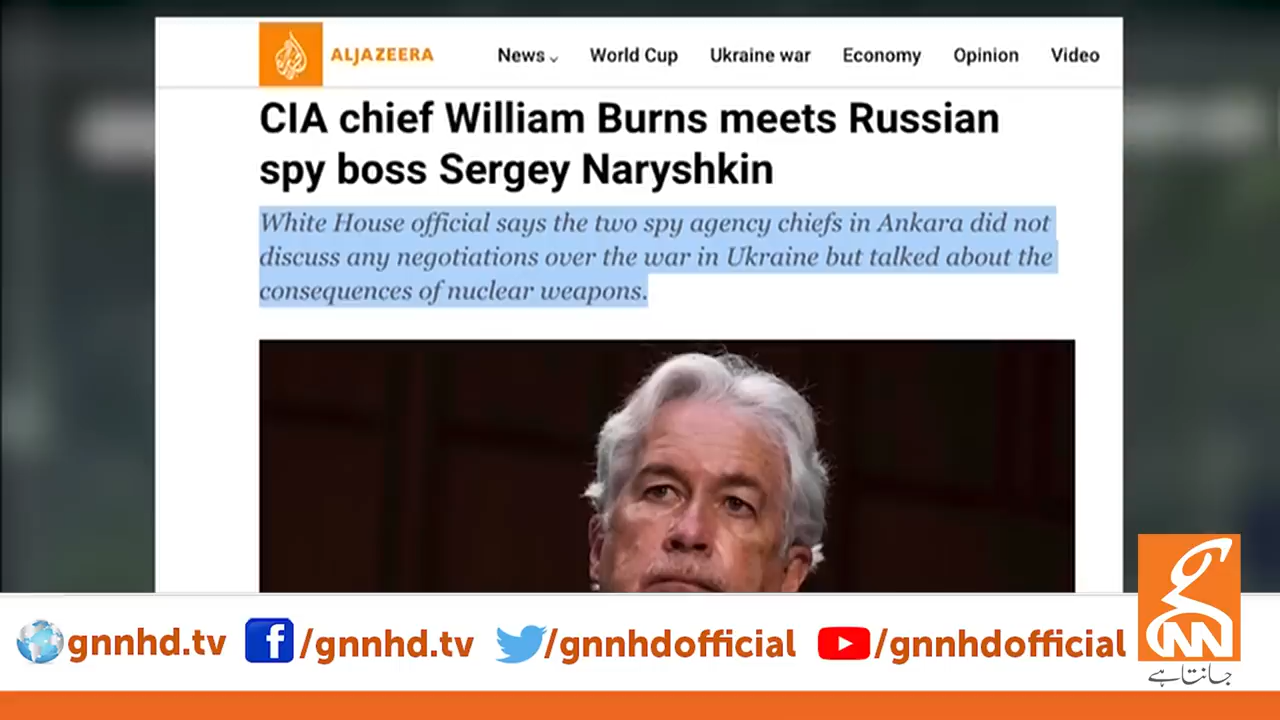 ALJAZEERA
News World Cup Ukraine war Economy Opinion Video
CIA chief William Burns meets Russian
spy boss Sergey Naryshkin
White House official says the two spy agency chiefs in Ankara did not
discuss any negotiations over the war in Ukraine but talked about the
consequences of nuclear weapons.
gnnhd.tv /gnnhd.tv /gnnhdofficial /gnnhdofficial
GNN
جانتا ہے